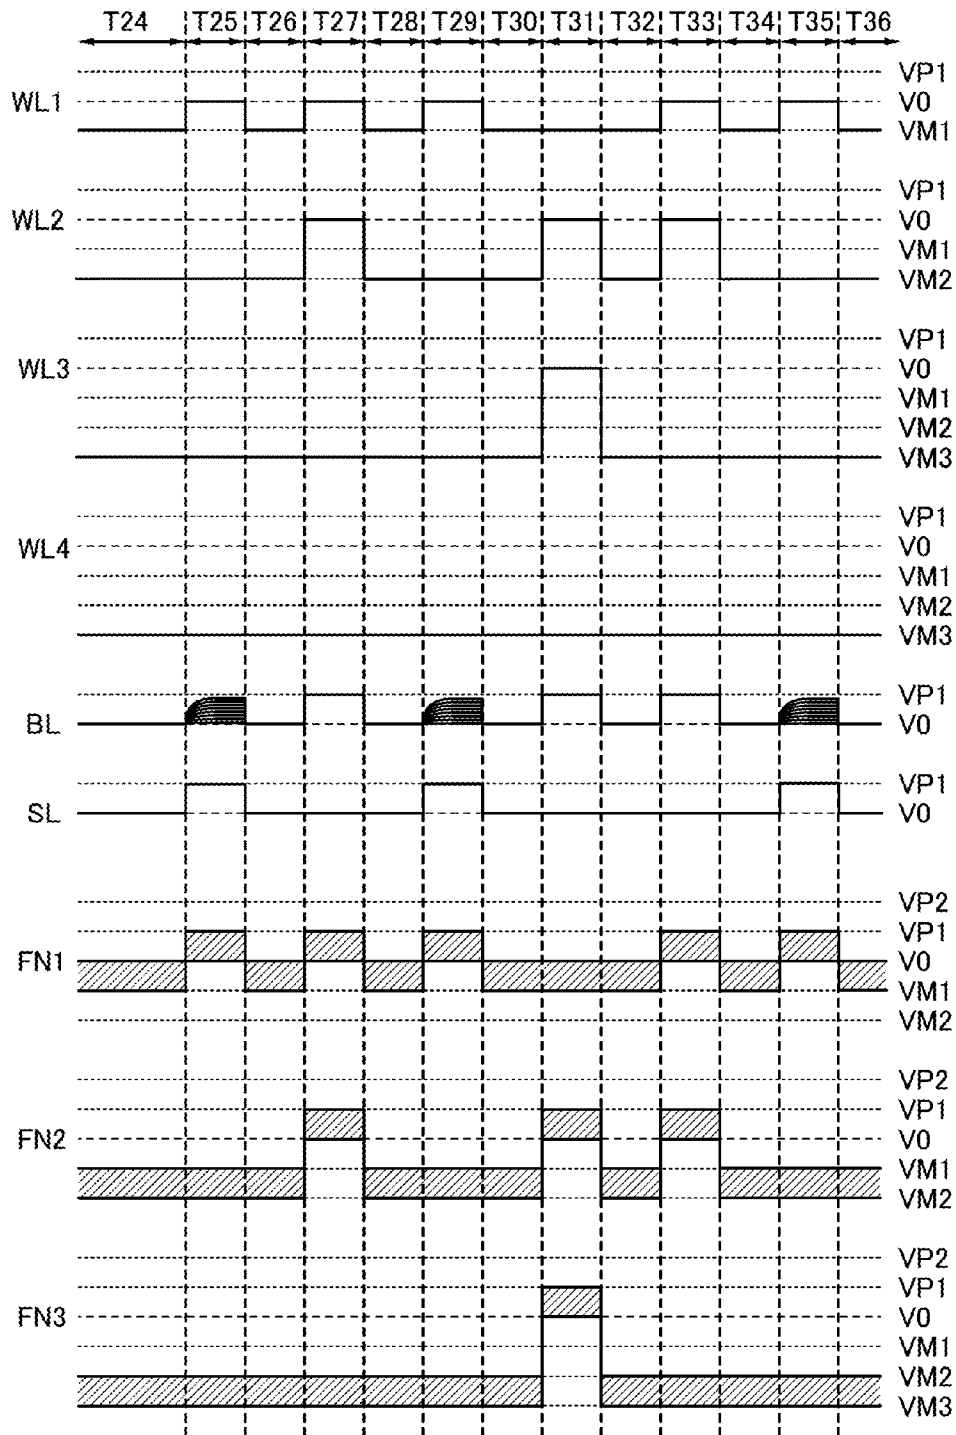 T24 T25 T26 T27 T28 T29 T30 T31 T32 T33 T34 T35 T36
VP1
WL1 V0
VM1
VP1
WL2 V0
VM1
VM2
VP1
WL3 V0
VM1
VM2
VM3
VP1
WL4 V0
VM1
VM2
VM3
VP1
BL V0
VP1
SL V0
VP2
VP1
FN1 V0
VM1
VM2
VP2
VP1
FN2 V0
VM1
VM2
VP2
VP1
FN3 V0
VM1
VM2
VM3